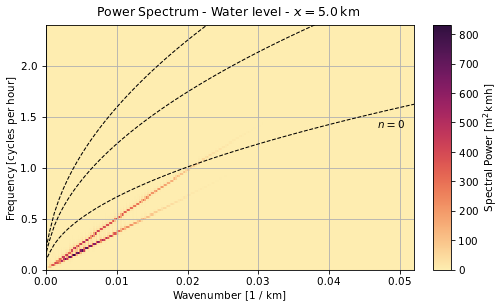 Power Spectrum - Water level - x = 5.0 km
Frequency [cycles per hour]
2.0
1.5
1.0
0.5
0.0
n = 0
0.00 0.01 0.02 0.03 0.04 0.05
Wavenumber [1 / km]
800
700
600
500
400
300
200
100
0
Spectral Power [m² km h]